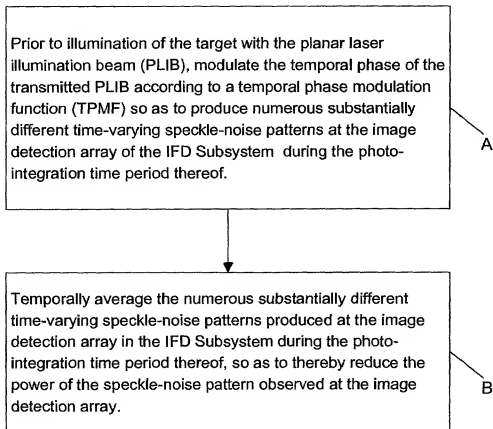 Prior to illumination of the target with the planar laser
illumination beam (PLIB), modulate the temporal phase of the
transmitted PLIB according to a temporal phase modulation
function (TPMF) so as to produce numerous substantially
different time-varying speckle-noise patterns at the image
detection array of the IFD Subsystem during the photo-
integration time period thereof.
A
Temporally average the numerous substantially different
time-varying speckle-noise patterns produced at the image
detection array in the IFD Subsystem during the photo-
integration time period thereof, so as to thereby reduce the
power of the speckle-noise pattern observed at the image
detection array.
B